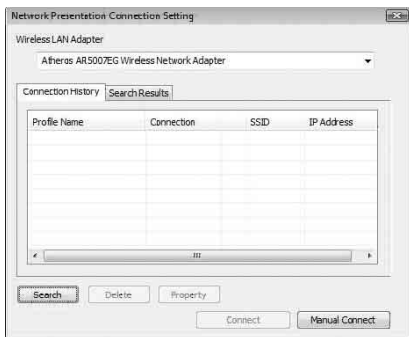 Network Presentation Connection Setting
Wireless LAN Adapter
Atheros AR5007EG Wireless Network Adapter
Connection History Search Results
Profile Name Connection SSID IP Address
Search Delete Property
Connect Manual Connect